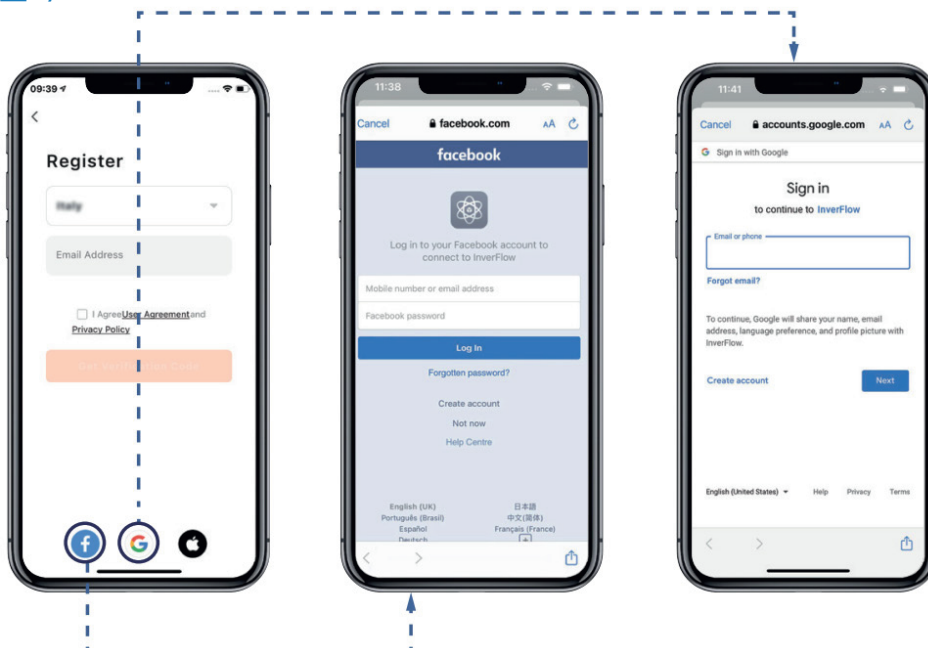 09:39
Register
Italy
Email Address
I Agree User Agreement and
Privacy Policy
Get Verification Code
11:38
Cancel
facebook.com
AA
facebook
Log in to your Facebook account to
connect to InverFlow
Mobile number or email address
Facebook password
Log In
Forgotten password?
Create account
Not now
Help Centre
English (UK)
日本語
Português (Brasil)
中文(简体)
Español
Français (France)
Deutsch
11:41
Cancel
accounts.google.com
AA
Sign in with Google
Sign in
to continue to InverFlow
Email or phone
Forgot email?
To continue, Google will share your name, email
address, language preference, and profile picture with
InverFlow.
Create account
Next
English (United States)
Help
Privacy
Terms